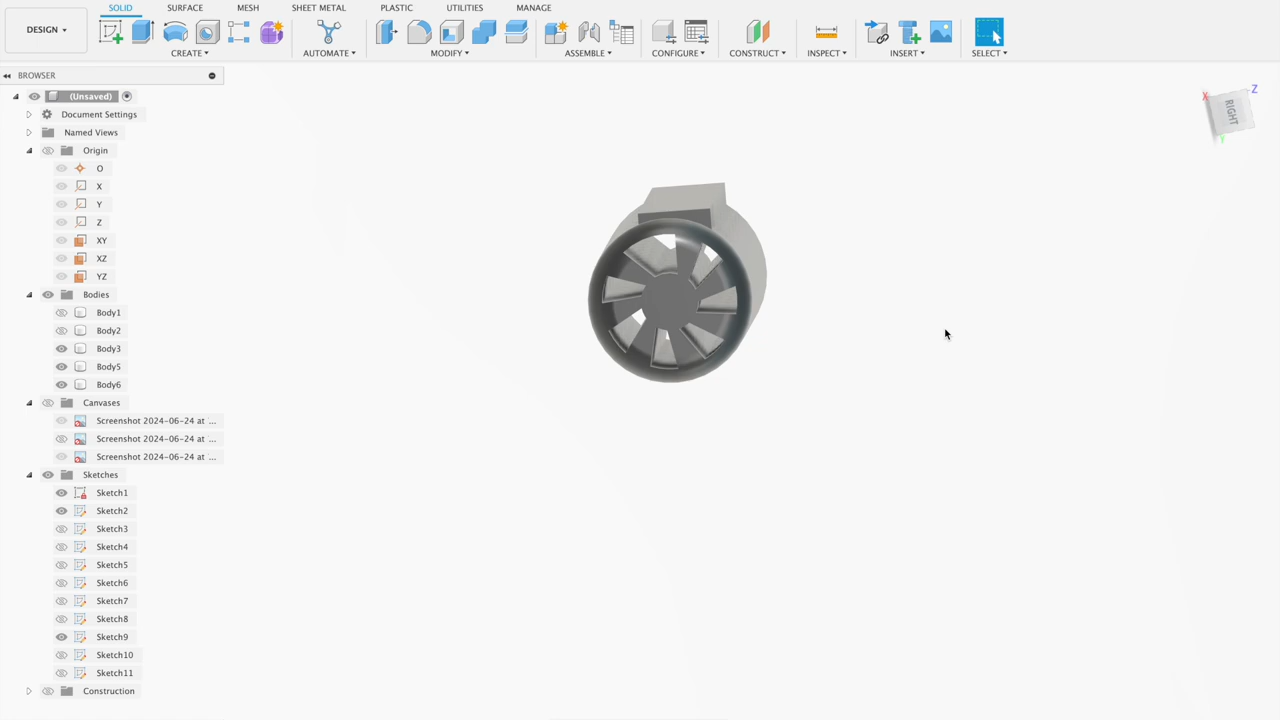 SOLID SURFACE MESH SHEET METAL PLASTIC UTILITIES MANAGE
DESIGN
CREATE AUTOMATE MODIFY ASSEMBLE CONFIGURE CONSTRUCT INSPECT INSERT SELECT
BROWSER
(Unsaved)
Document Settings
Named Views
Origin
O
X
Y
Z
XY
XZ
YZ
Bodies
Body1
Body2
Body3
Body5
Body6
Canvases
Screenshot 2024-06-24 at '...
Screenshot 2024-06-24 at '...
Screenshot 2024-06-24 at '...
Sketches
Sketch1
Sketch2
Sketch3
Sketch4
Sketch5
Sketch6
Sketch7
Sketch8
Sketch9
Sketch10
Sketch11
Construction
X Z
RIGHT
Y